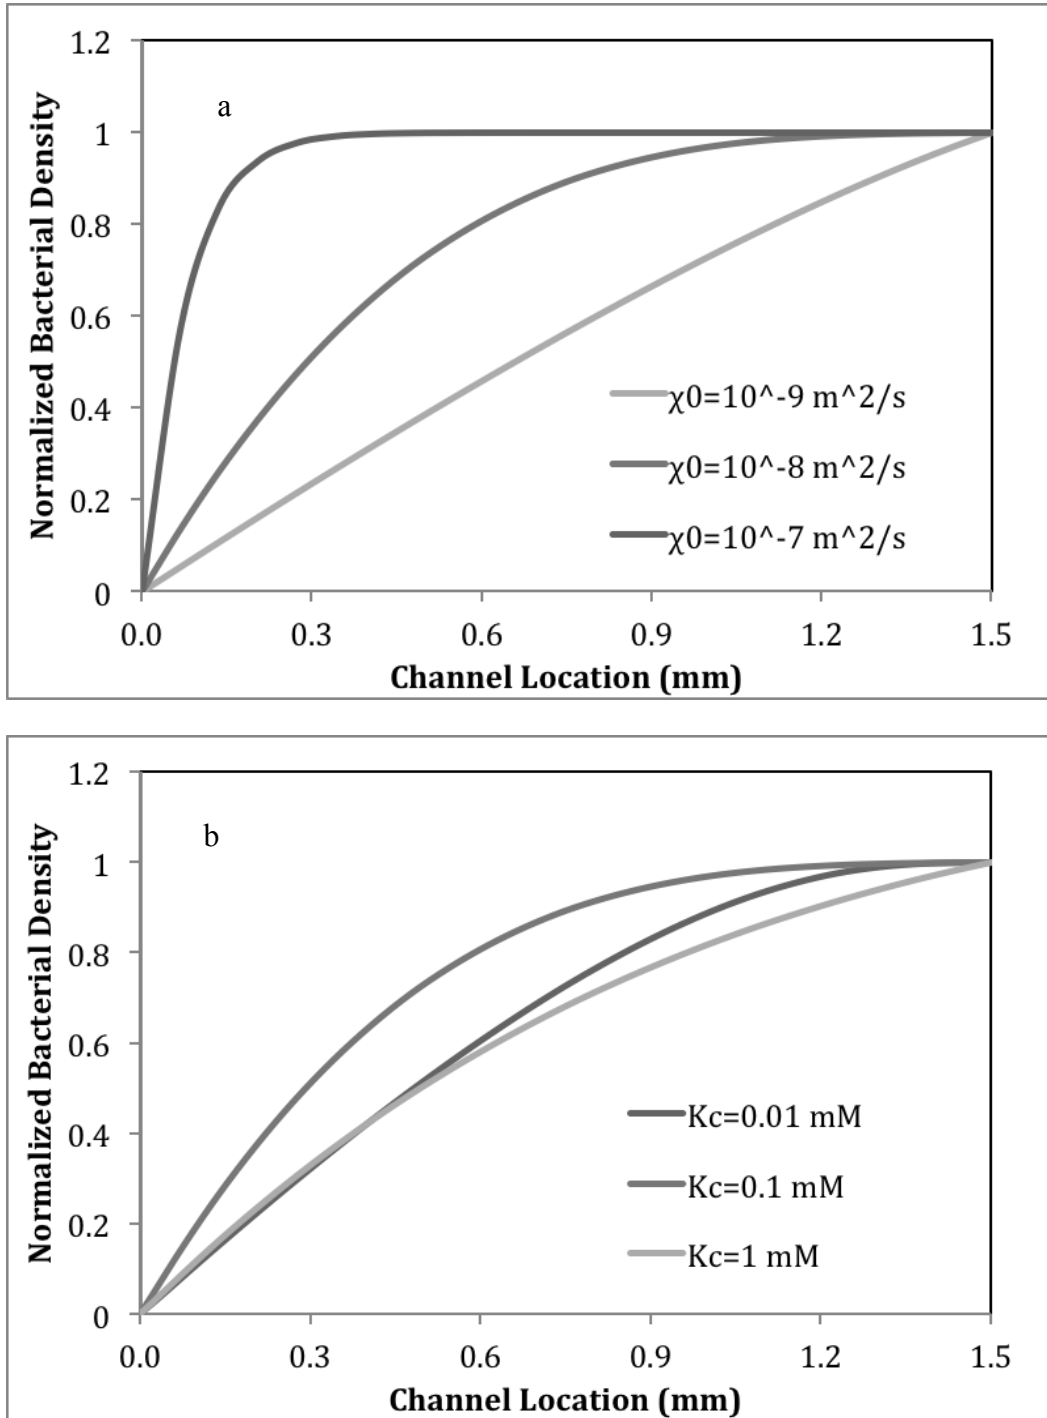 1.2
a
1
0.8
0.6
0.4
0.2
0
Normalized Bacterial Density
χ0=10^-9 m^2/s
χ0=10^-8 m^2/s
χ0=10^-7 m^2/s
0.0 0.3 0.6 0.9 1.2 1.5
Channel Location (mm)
1.2
b
1
0.8
0.6
0.4
0.2
0
Normalized Bacterial Density
Kc=0.01 mM
Kc=0.1 mM
Kc=1 mM
0.0 0.3 0.6 0.9 1.2 1.5
Channel Location (mm)